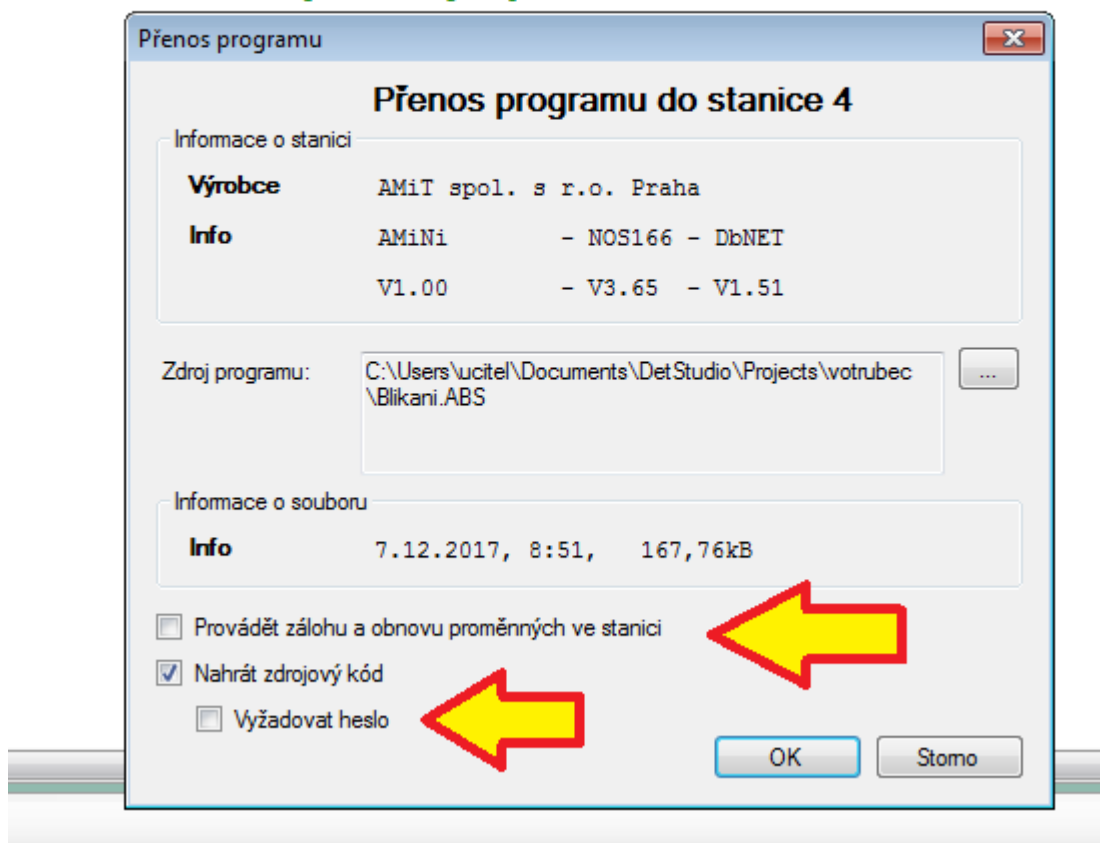 Přenos programu
Přenos programu do stanice 4
Informace o stanici
Výrobce AMiT spol. s r.o. Praha
Info AMiNi - NOS166 - DbNET
V1.00 - V3.65 - V1.51
Zdroj programu: C:\Users\ucitel\Documents\DetStudio\Projects\votrubec
\Blikani.ABS
...
Informace o souboru
Info 7.12.2017, 8:51, 167,76kB
Provádět zálohu a obnovu proměnných ve stanici
Nahrát zdrojový kód
Vyžadovat heslo
OK Storno